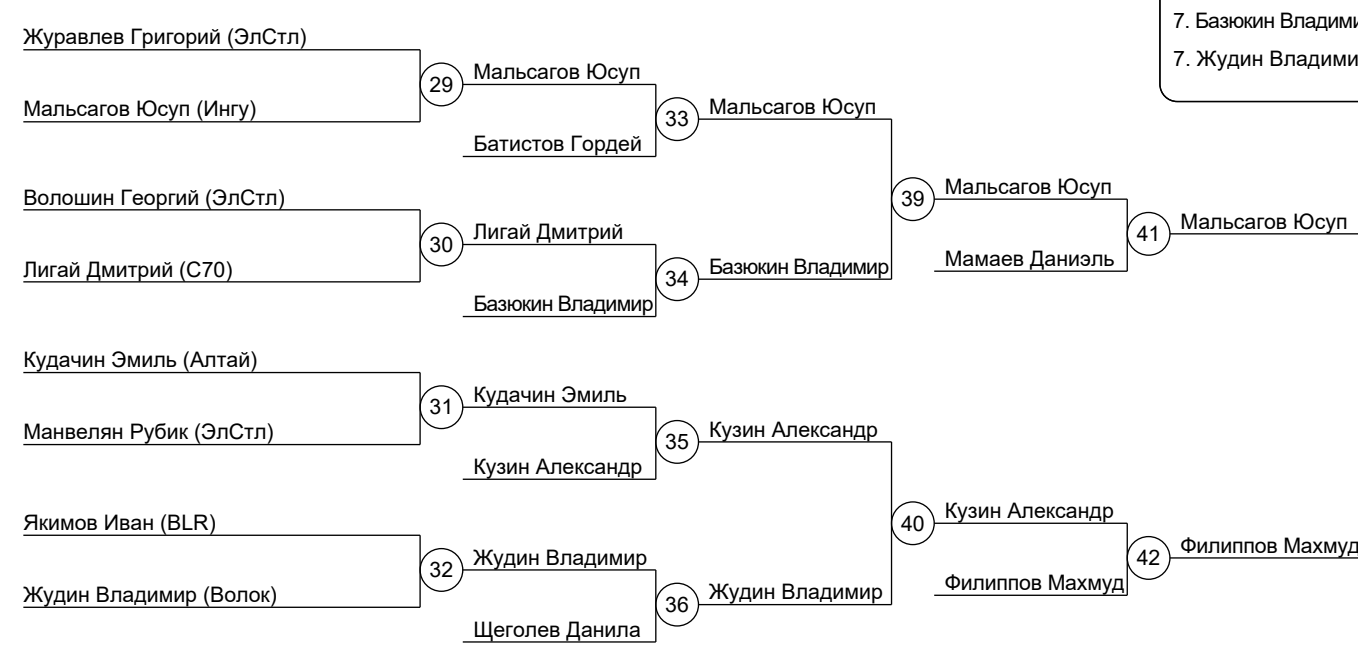 7. Базюкин Владими
7. Жудин Владими
Журавлев Григорий (ЭлСтл)
29
Мальсагов Юсуп
Мальсагов Юсуп (Ингу)
33
Мальсагов Юсуп
Батистов Гордей
Волошин Георгий (ЭлСтл)
39
Мальсагов Юсуп
30
Лигай Дмитрий
41
Мальсагов Юсуп
Лигай Дмитрий (С70)
34
Базюкин Владимир
Мамаев Даниэль
Базюкин Владимир
Кудачин Эмиль (Алтай)
31
Кудачин Эмиль
Манвелян Рубик (ЭлСтл)
35
Кузин Александр
Кузин Александр
Якимов Иван (BLR)
40
Кузин Александр
32
Жудин Владимир
42
Филиппов Махмуд
Жудин Владимир (Волок)
36
Жудин Владимир
Филиппов Махмуд
Щеголев Данила